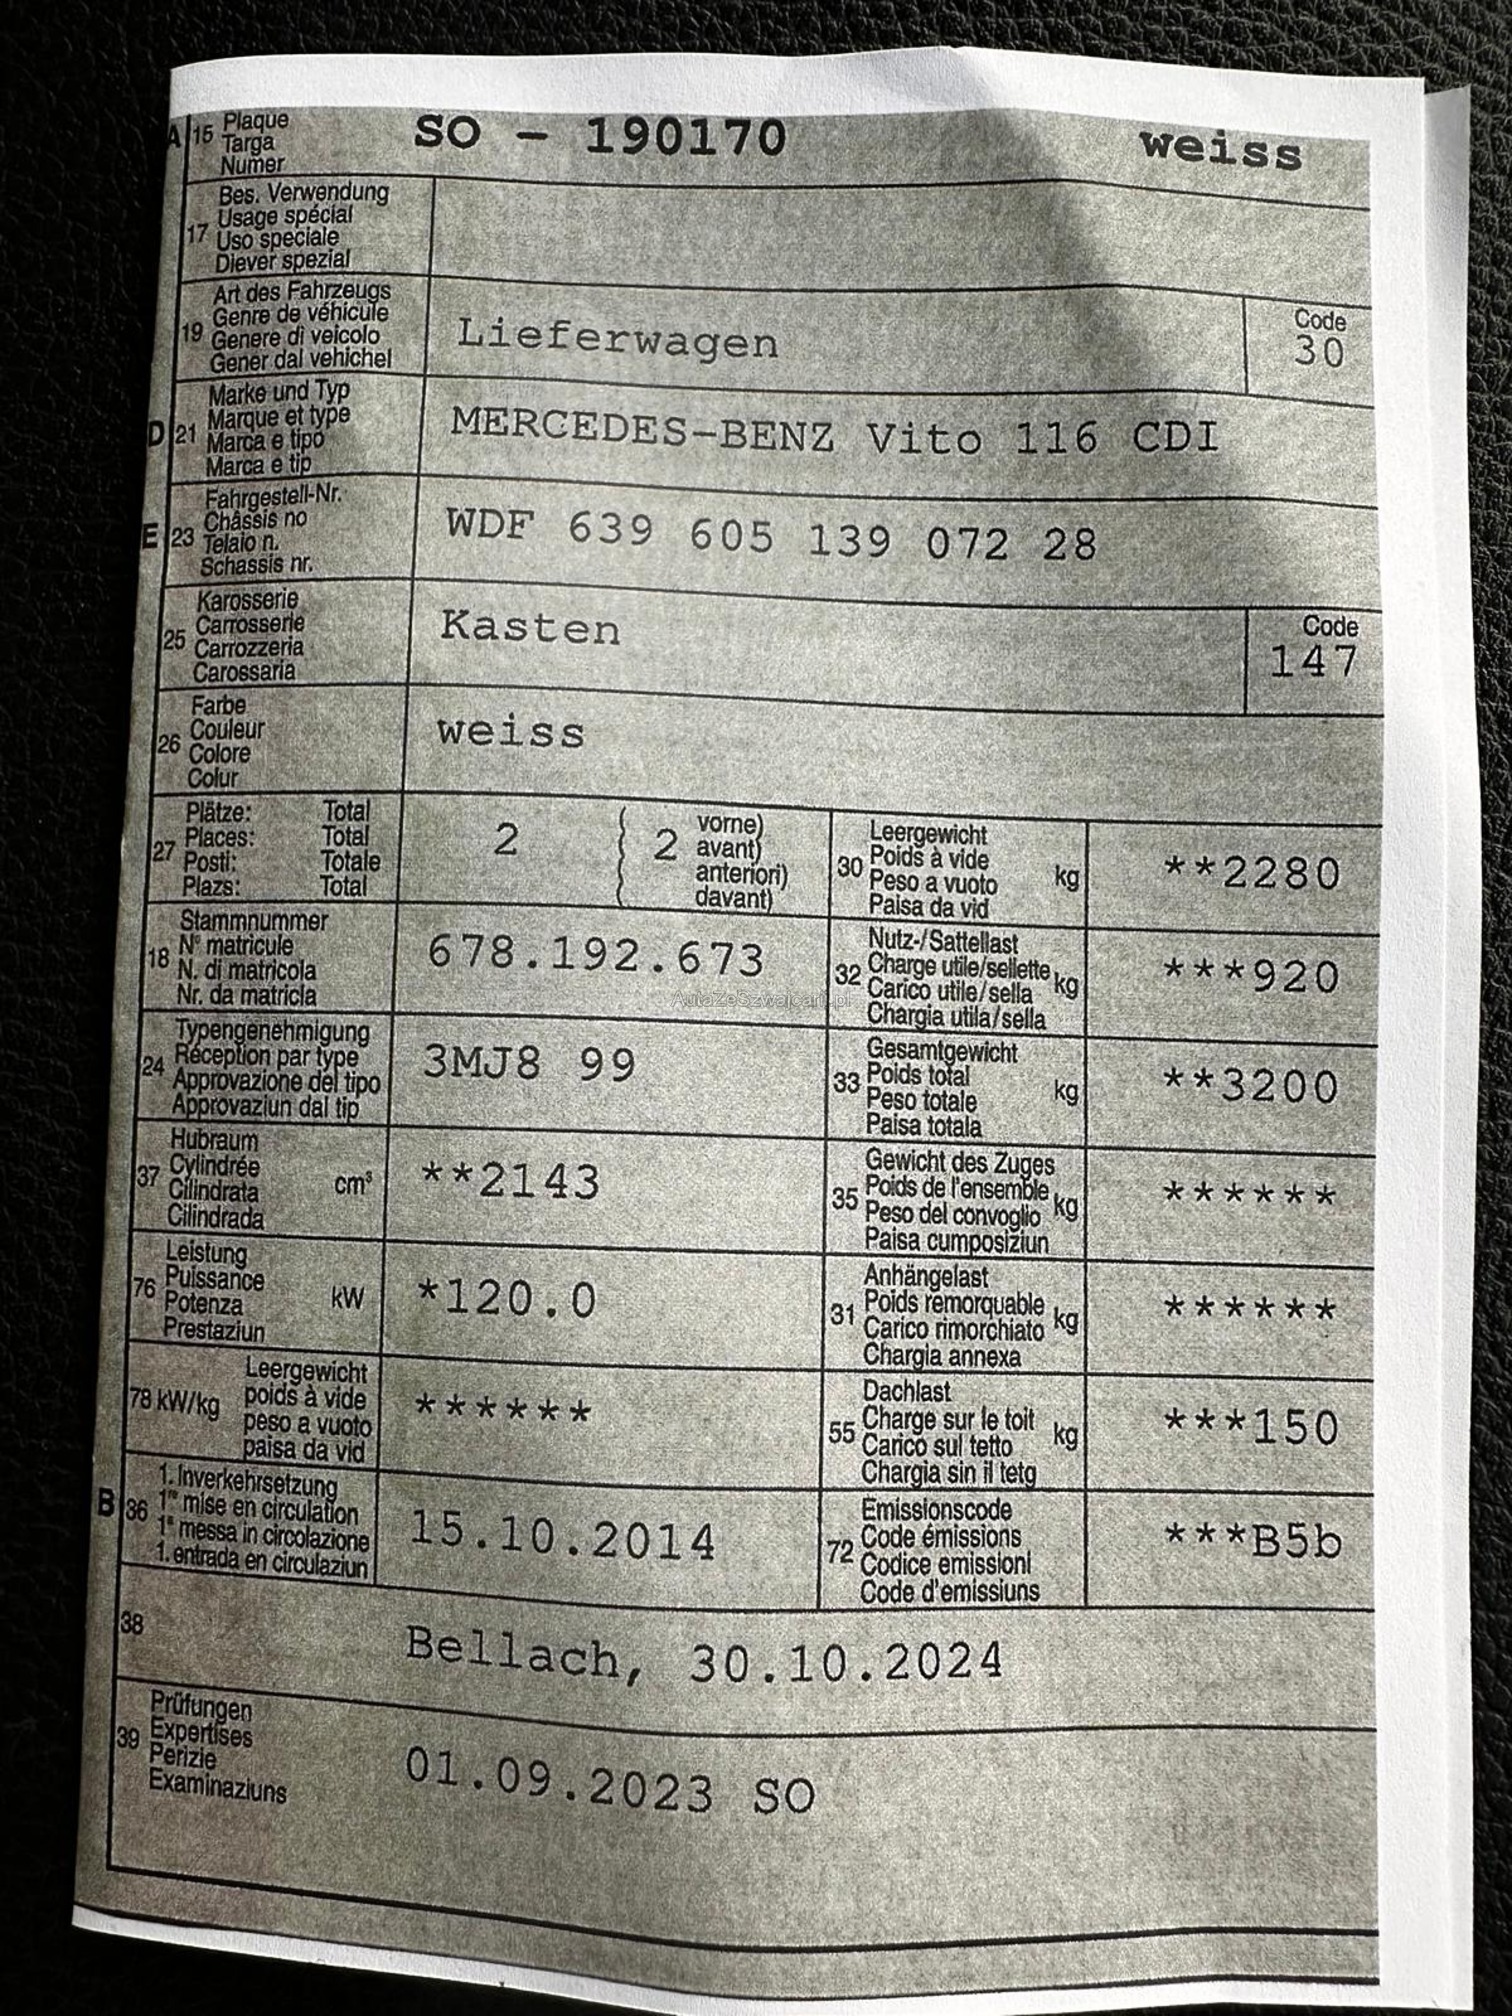 A 15 Plaque
Targa
Numer
SO - 190170 weiss
17 Bes. Verwendung
Usage spécial
Uso speciale
Diever spezial
19 Art des Fahrzeugs
Genre de véhicule
Genere di veicolo
Gener dal vehichel
Lieferwagen
Code
30
D 21 Marke und Typ
Marque et type
Marca e tipo
Marca e tip
MERCEDES-BENZ Vito 116 CDI
E 23 Fahrgestell-Nr.
Châssis no
Telaio n.
Schassis nr.
WDF 639 605 139 072 28
25 Karosserie
Carrosserie
Carrozzeria
Carossaria
Kasten
Code
147
26 Farbe
Couleur
Colore
Colur
weiss
27 Plätze: Total
Places: Total
Posti: Totale
Plazs: Total
2 { 2 vorne)
avant)
anteriori)
davant)
30 Leergewicht
Poids à vide
Peso a vuoto kg
Paisa da vid
**2280
18 Stammnummer
N° matricule
N. di matricola
Nr. da matricla
678.192.673
32 Nutz-/Sattellast
Charge utile/sellette kg
Carico utile/sella
Chargia utila/sella
***920
AutaZeSzwajcarii.pl
24 Typengenehmigung
Réception par type
Approvazione del tipo
Approvaziun dal tip
3MJ8 99
33 Gesamtgewicht
Poids total
Peso totale kg
Paisa totala
**3200
37 Hubraum
Cylindrée
Cilindrata cm³
Cilindrada
**2143
35 Gewicht des Zuges
Poids de l'ensemble kg
Peso del convoglio
Paisa cumposiziun
******
76 Leistung
Puissance
Potenza kW
Prestaziun
*120.0
31 Anhängelast
Poids remorquable kg
Carico rimorchiato
Chargia annexa
******
78 kW/kg Leergewicht
poids à vide
peso a vuoto
paisa da vid
******
55 Dachlast
Charge sur le toit kg
Carico sul tetto
Chargia sin il tetg
***150
B 36 1. Inverkehrsetzung
1re mise en circulation
1a messa in circolazione
1. entrada en circulaziun
15.10.2014
72 Emissionscode
Code émissions
Codice emissioni
Code d'emissiuns
***B5b
38
Bellach, 30.10.2024
39 Prüfungen
Expertises
Perizie
Examinaziuns
01.09.2023 SO